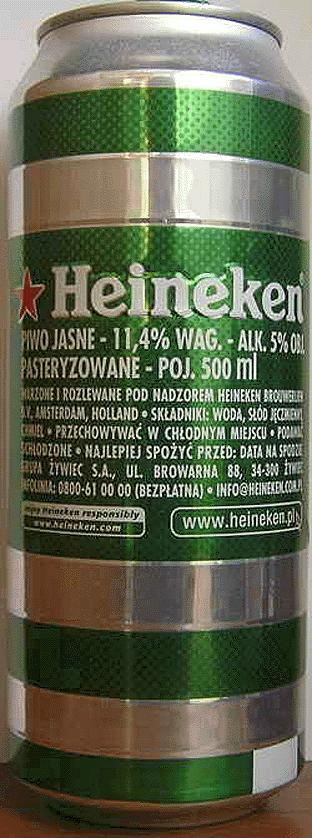 Heineken
PIWO JASNE - 11,4% WAG. - ALK. 5% OBJ.
PASTERYZOWANE - POJ. 500 ml
WARZONE I ROZLEWANE POD NADZOREM HEINEKEN BROUWERIJEN
B.V., AMSTERDAM, HOLLAND • SKŁADNIKI: WODA, SŁÓD JĘCZMIENNY,
CHMIEL • PRZECHOWYWAĆ W CHŁODNYM MIEJSCU •
SCHŁODZONE • NAJLEPIEJ SPOŻYĆ PRZED: DATA NA SPODZIE
GRUPA ŻYWIEC S.A., UL. BROWARNA 88, 34-300 ŻYWIEC
INFOLINIA: 0800-61 00 00 (BEZPŁATNA) • INFO@HEINEKEN.COM.PL
enjoy Heineken responsibly
www.heineken.com
www.heineken.pl